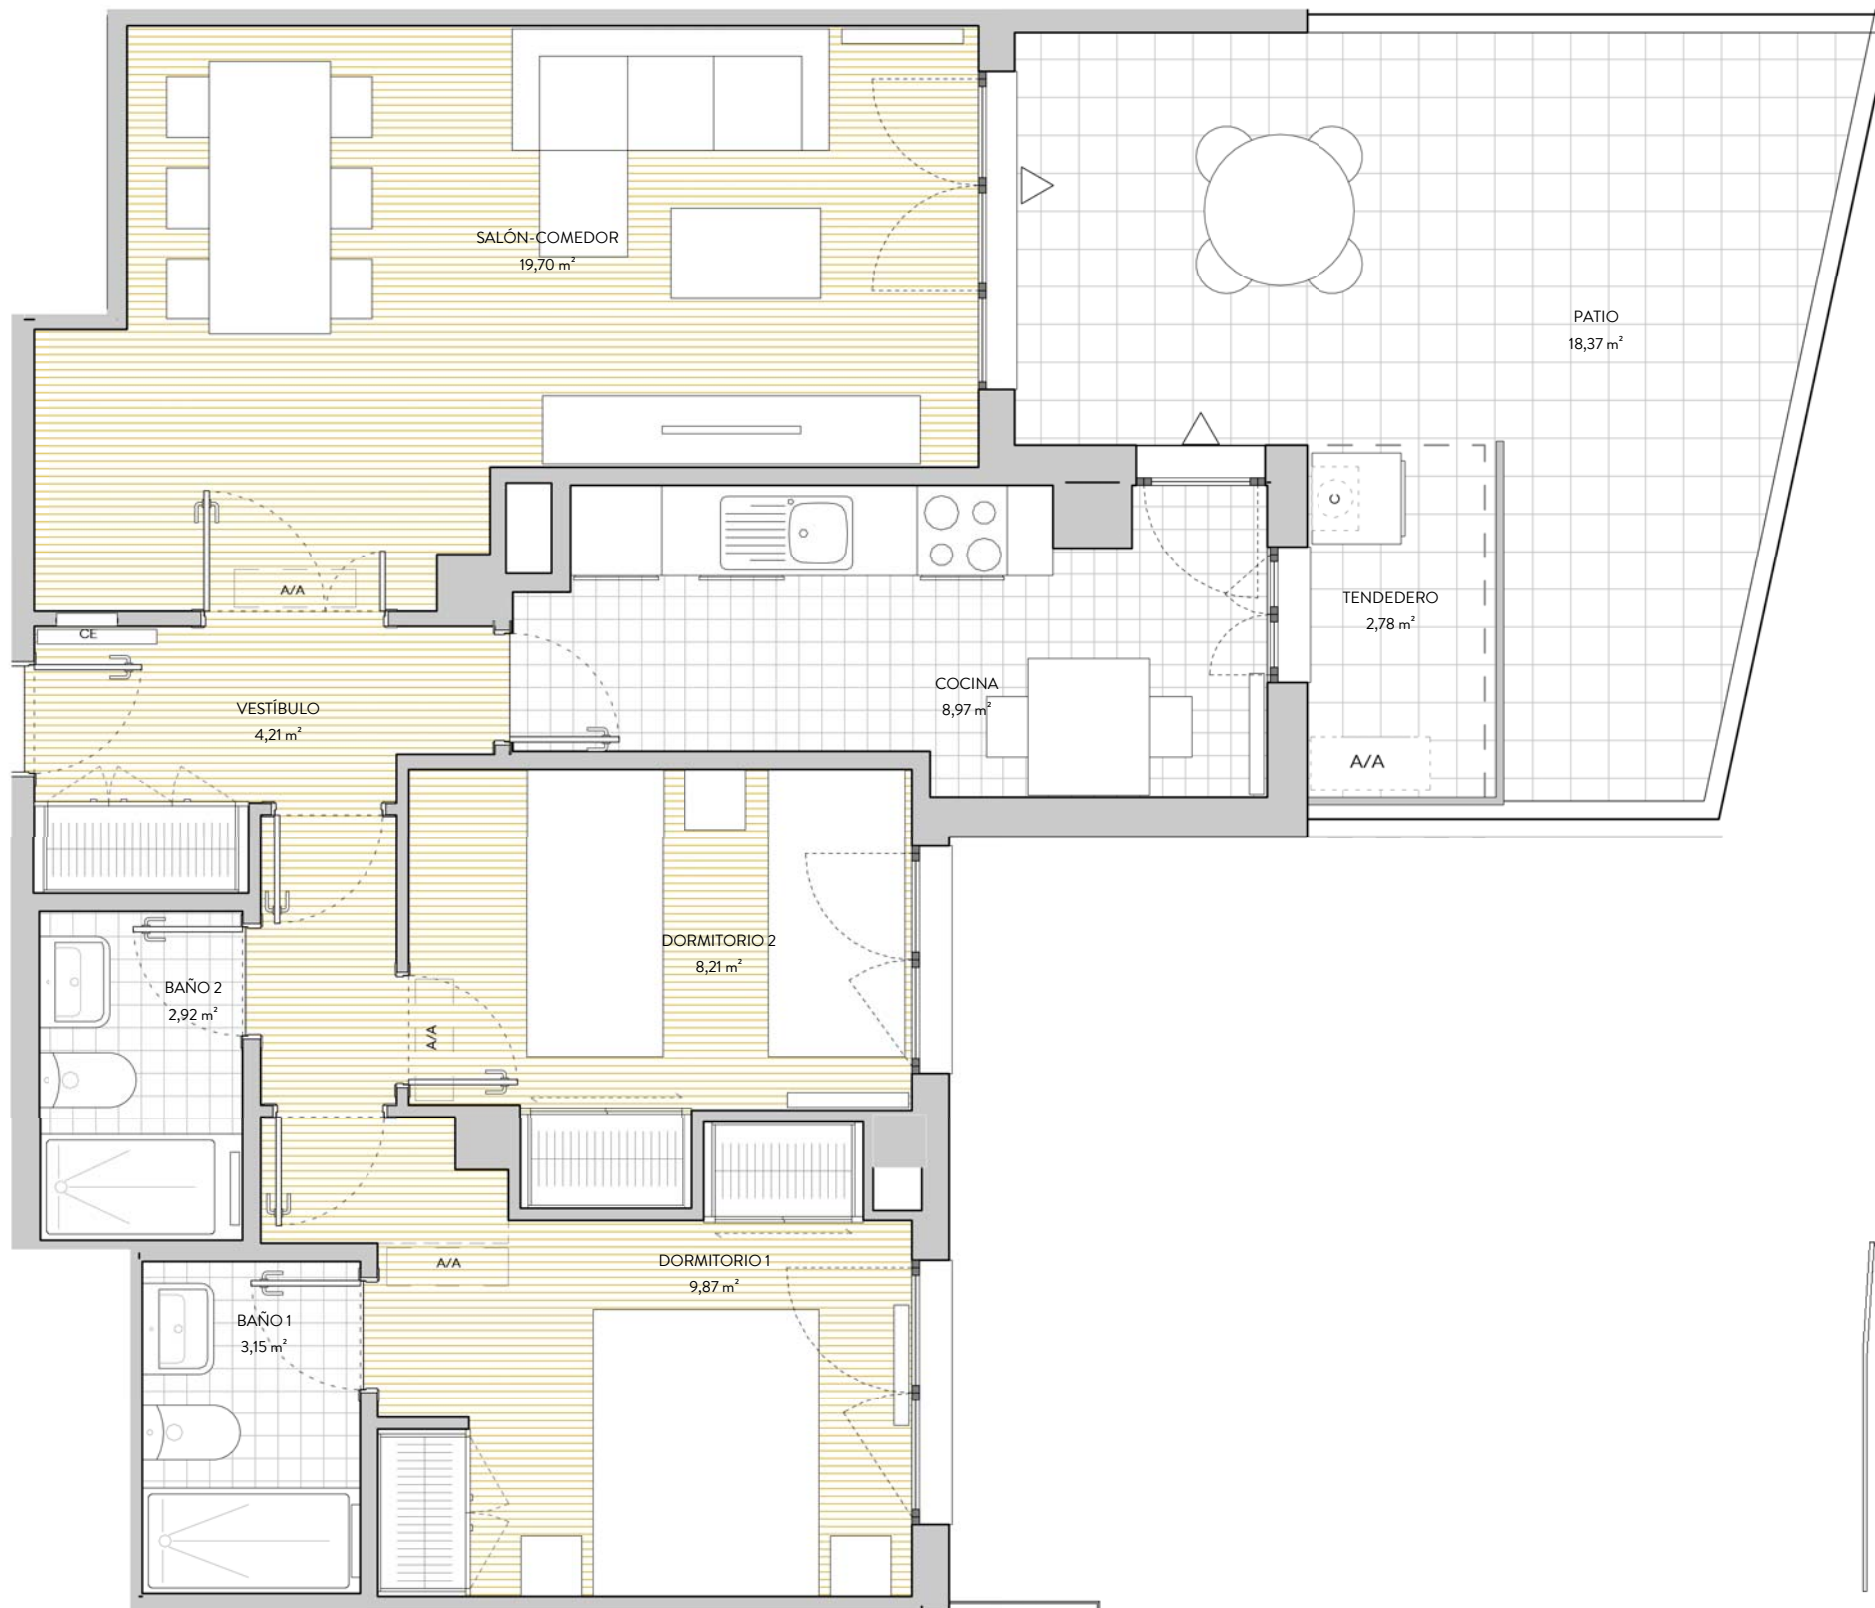 SALÓN-COMEDOR
19,70 m²
PATIO
18,37 m²
C
A/A
TENDEDERO
2,78 m²
CE
COCINA
8,97 m²
VESTÍBULO
4,21 m²
A/A
DORMITORIO 2
8,21 m²
BAÑO 2
2,92 m²
A/A
DORMITORIO 1
9,87 m²
A/A
BAÑO 1
3,15 m²